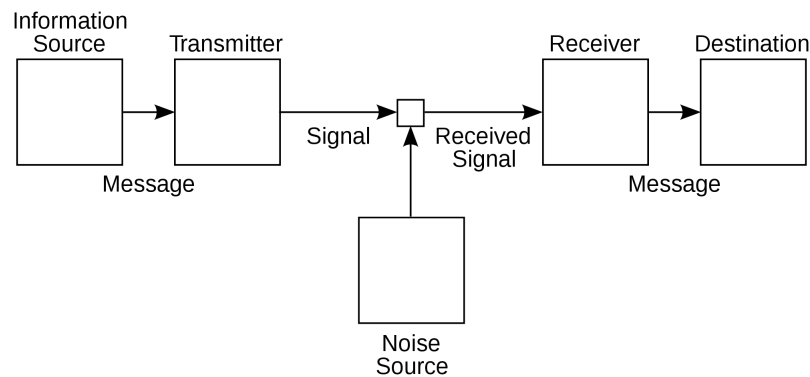 Information
Source
Transmitter
Receiver
Destination
Signal
Received
Signal
Message
Message
Noise
Source